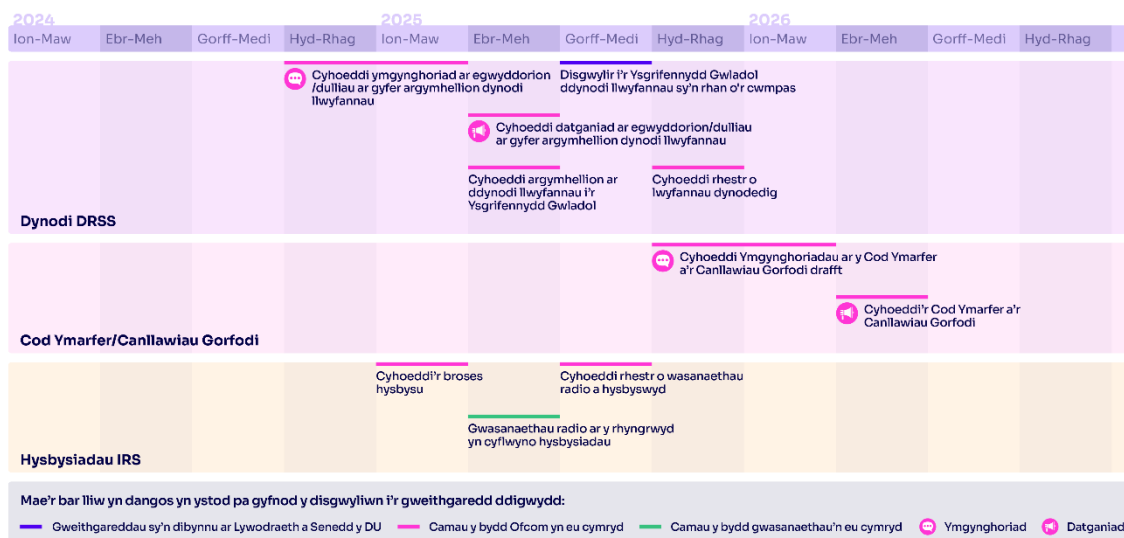 2024 2025 2026
Ion-Maw Ebr-Meh Gorff-Medi Hyd-Rhag Ion-Maw Ebr-Meh Gorff-Medi Hyd-Rhag Ion-Maw Ebr-Meh Gorff-Medi Hyd-Rhag
Cyhoeddi ymgynghoriad ar egwyddorion
/dulliau ar gyfer argymhellion dynodi
llwyfannau
Disgwylir i'r Ysgrifennydd Gwladol
ddynodi llwyfannau sy'n rhan o'r cwmpas
Cyhoeddi datganiad ar egwyddorion/dulliau
ar gyfer argymhellion dynodi llwyfannau
Cyhoeddi argymhellion ar
ddynodi llwyfannau i'r
Ysgrifennydd Gwladol
Cyhoeddi rhestr o
lwyfannau dynodedig
Dynodi DRSS
Cyhoeddi Ymgynghoriadau ar y Cod Ymarfer
a'r Canllawiau Gorfodi drafft
Cyhoeddi'r Cod Ymarfer a'r
Canllawiau Gorfodi
Cod Ymarfer/Canllawiau Gorfodi
Cyhoeddi'r broses
hysbysu
Cyhoeddi rhestr o wasanaethau
radio a hysbyswyd
Gwasanaethau radio ar y rhyngrwyd
yn cyflwyno hysbysiadau
Hysbysiadau IRS
Mae'r bar lliw yn dangos yn ystod pa gyfnod y disgwyliwn i'r gweithgaredd ddigwydd:
Gweithgareddau sy'n dibynnu ar Lywodraeth a Senedd y DU Camau y bydd Ofcom yn eu cymryd Camau y bydd gwasanaethau'n eu cymryd Ymgynghoriad Datganiad